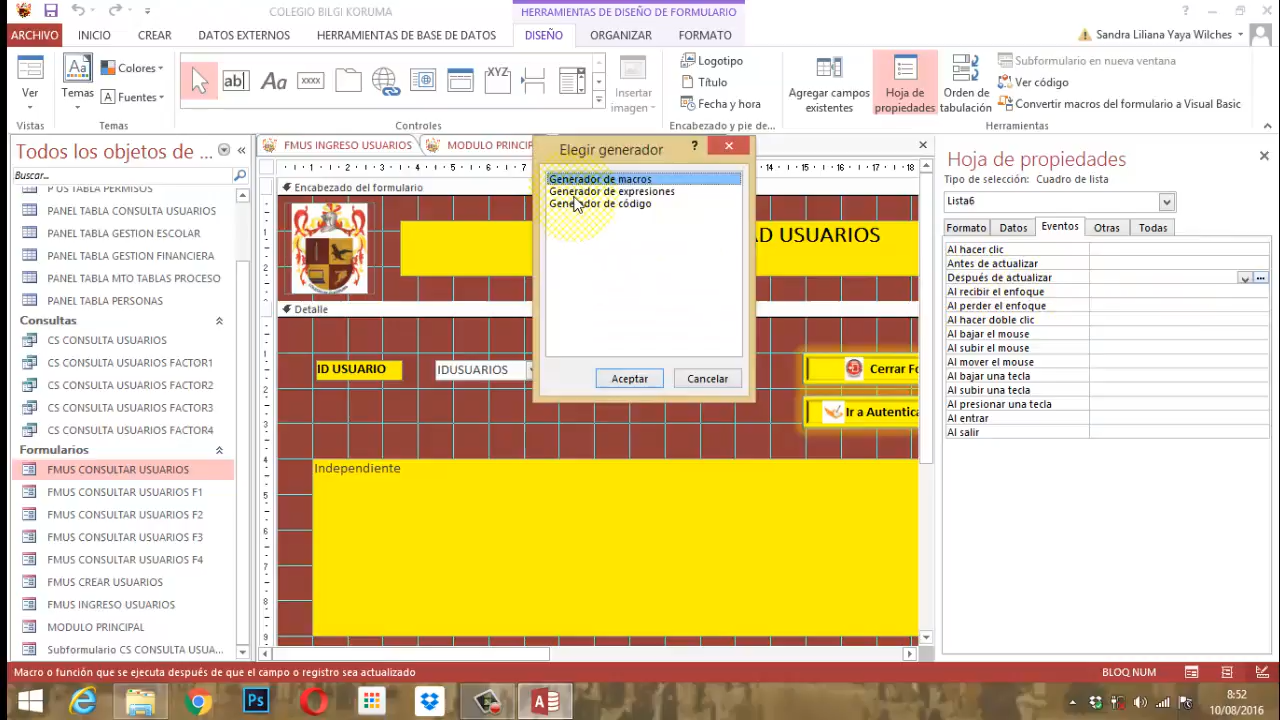 COLEGIO BILGI KORUMA
HERRAMIENTAS DE DISEÑO DE FORMULARIO
ARCHIVO INICIO CREAR DATOS EXTERNOS HERRAMIENTAS DE BASE DE DATOS DISEÑO ORGANIZAR FORMATO
Sandra Liliana Yaya Wilches
Ver
Vistas
Temas
Colores
Fuentes
Temas
Controles
Insertar imagen
Logotipo
Título
Fecha y hora
Encabezado y pie de...
Agregar campos existentes
Hoja de propiedades
Orden de tabulación
Subformulario en nueva ventana
Ver código
Convertir macros del formulario a Visual Basic
Herramientas
Todos los objetos de ...
Buscar...
PANEL TABLA CONSULTA USUARIOS
PANEL TABLA GESTION ESCOLAR
PANEL TABLA GESTION FINANCIERA
PANEL TABLA MTO TABLAS PROCESO
PANEL TABLA PERSONAS
Consultas
CS CONSULTA USUARIOS
CS CONSULTA USUARIOS FACTOR1
CS CONSULTA USUARIOS FACTOR2
CS CONSULTA USUARIOS FACTOR3
CS CONSULTA USUARIOS FACTOR4
Formularios
FMUS CONSULTAR USUARIOS
FMUS CONSULTAR USUARIOS F1
FMUS CONSULTAR USUARIOS F2
FMUS CONSULTAR USUARIOS F3
FMUS CONSULTAR USUARIOS F4
FMUS CREAR USUARIOS
FMUS INGRESO USUARIOS
MODULO PRINCIPAL
Subformulario CS CONSULTA USUA...
FMUS INGRESO USUARIOS
MODULO PRINCIP
Encabezado del formulario
AD USUARIOS
Detalle
ID USUARIO
IDUSUARIOS
Cerrar Fo
Ir a Autentica
Independiente
Elegir generador
Generador de macros
Generador de expresiones
Generador de código
Aceptar Cancelar
Hoja de propiedades
Tipo de selección: Cuadro de lista
Lista6
Formato Datos Eventos Otras Todas
Al hacer clic
Antes de actualizar
Después de actualizar
Al recibir el enfoque
Al perder el enfoque
Al hacer doble clic
Al bajar el mouse
Al subir el mouse
Al mover el mouse
Al bajar una tecla
Al subir una tecla
Al presionar una tecla
Al entrar
Al salir
Macro o función que se ejecuta después de que el campo o registro sea actualizado
BLOQ NUM
8:52
10/08/2016